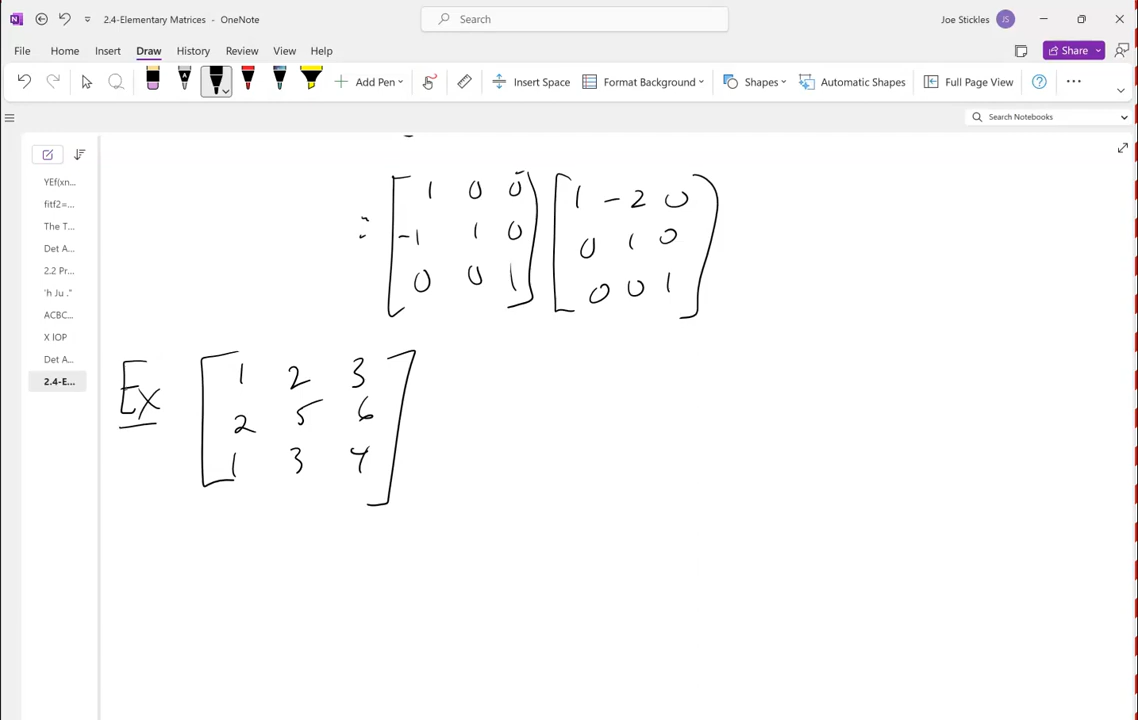 2.4-Elementary Matrices - OneNote
Search
Joe Stickles JS
File Home Insert Draw History Review View Help
Share
Add Pen
Insert Space
Format Background
Shapes
Automatic Shapes
Full Page View
Search Notebooks
YEf(xn...
fitf2=...
The T...
Det A...
2.2 Pr...
'h Ju ."
ACBC...
X IOP
Det A...
2.4-E...
1 0 0 1 -2 0
= -1 1 0 0 1 0
0 0 1 0 0 1
Ex 1 2 3
2 5 6
1 3 4